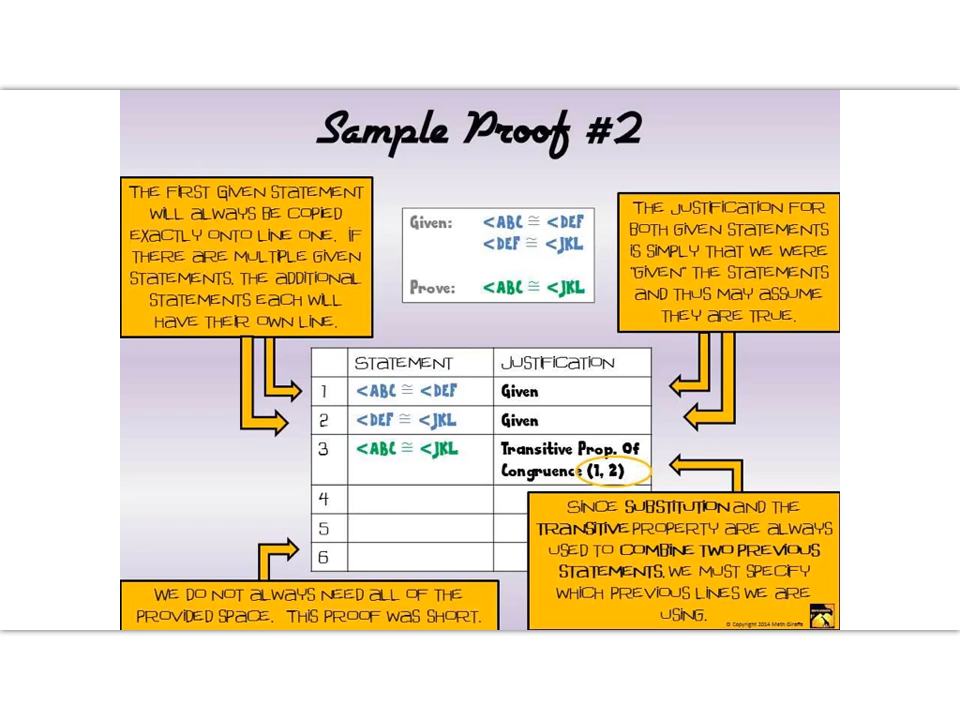 Sample Proof #2
THE FIRST GIVEN STATEMENT
WILL ALWAYS BE COPIED
EXACTLY ONTO LINE ONE. IF
THERE ARE MULTIPLE GIVEN
STATEMENTS, THE ADDITIONAL
STATEMENTS EACH WILL
HAVE THEIR OWN LINE.
Given: <ABC ≅ <DEF
<DEF ≅ <JKL
Prove: <ABC ≅ <JKL
THE JUSTIFICATION FOR
BOTH GIVEN STATEMENTS
IS SIMPLY THAT WE WERE
"GIVEN" THE STATEMENTS
AND THUS MAY ASSUME
THEY ARE TRUE.
STATEMENT JUSTIFICATION
1 <ABC ≅ <DEF Given
2 <DEF ≅ <JKL Given
3 <ABC ≅ <JKL Transitive Prop. Of
Congruence (1, 2)
4
5
6
SINCE SUBSTITUTION AND THE
TRANSITIVE PROPERTY ARE ALWAYS
USED TO COMBINE TWO PREVIOUS
STATEMENTS, WE MUST SPECIFY
WHICH PREVIOUS LINES WE ARE
USING.
WE DO NOT ALWAYS NEED ALL OF THE
PROVIDED SPACE. THIS PROOF WAS SHORT.
© Copyright 2014 Math Giraffe